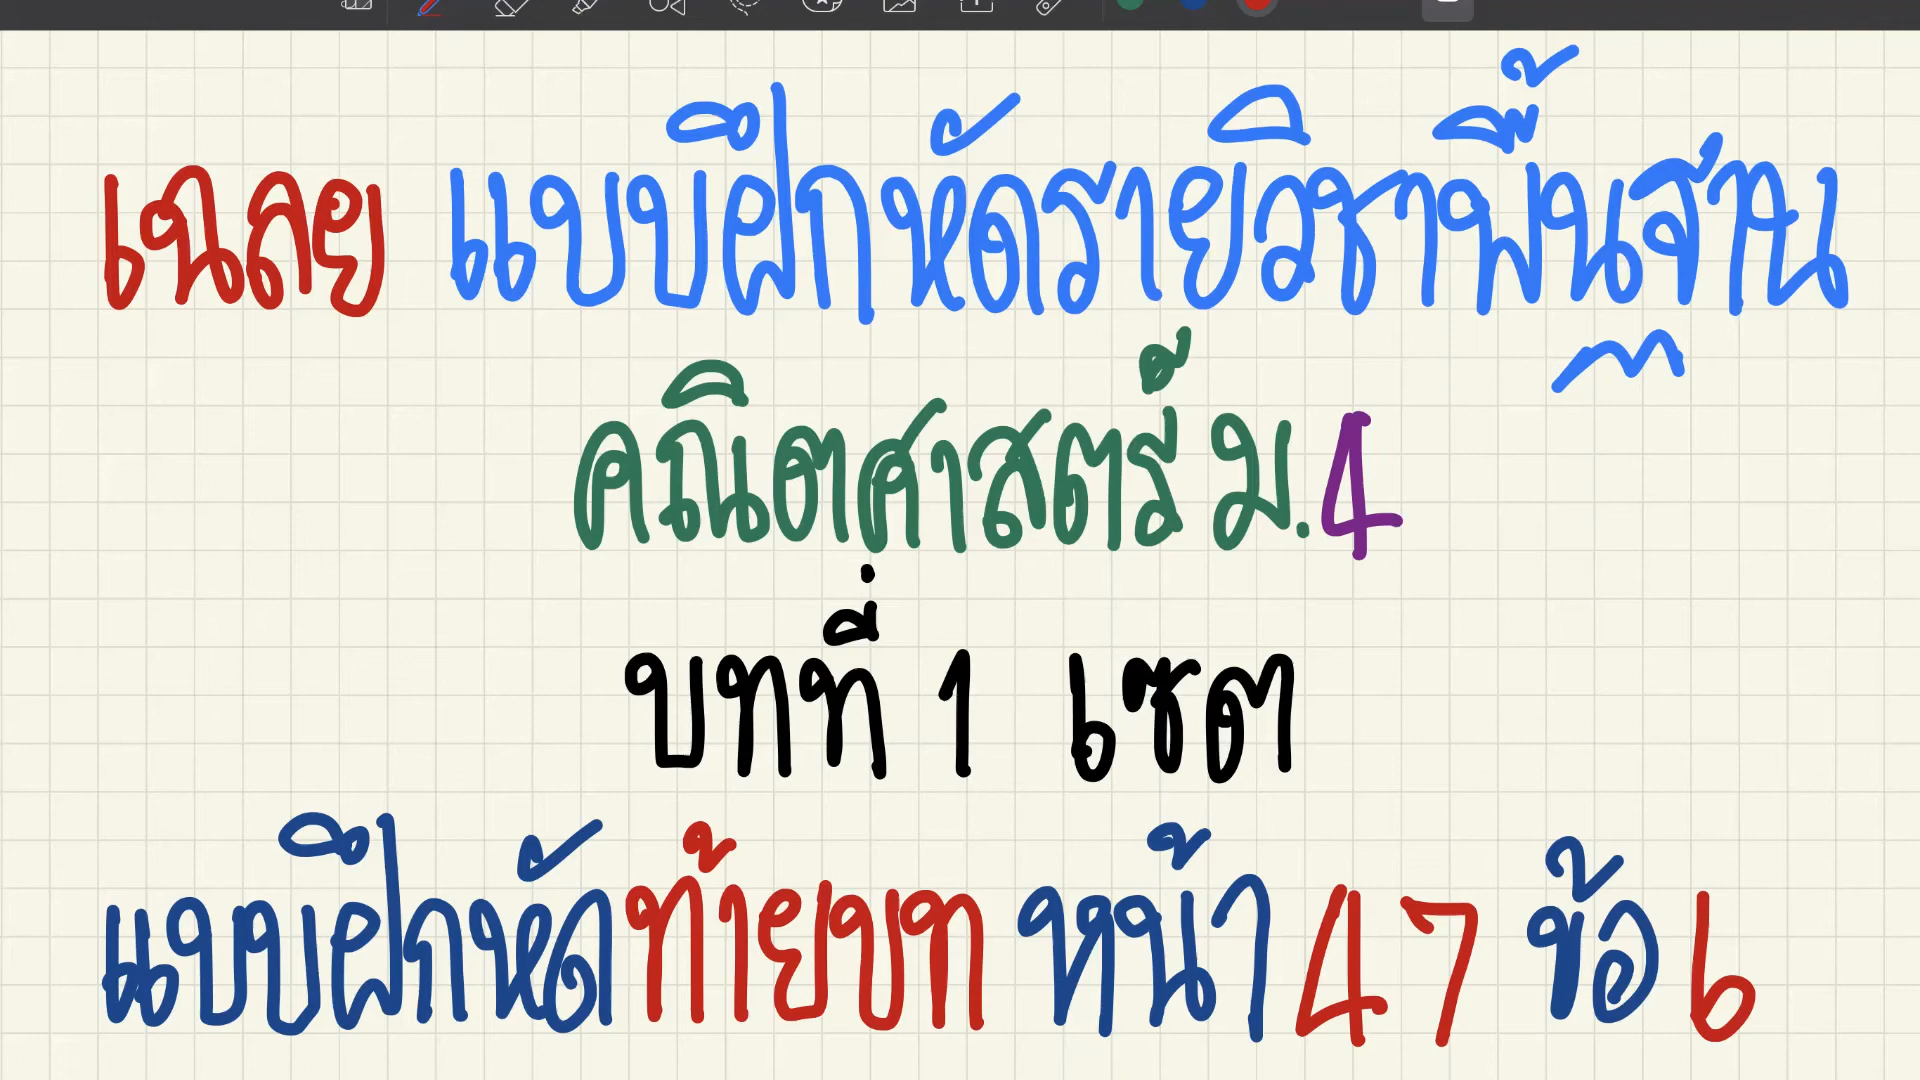 เฉลย แบบฝึกหัดรายวิชาพื้นฐาน
คณิตศาสตร์ ม.4
บทที่ 1 เซต
แบบฝึกหัดท้ายบท หน้า 47 ข้อ 6